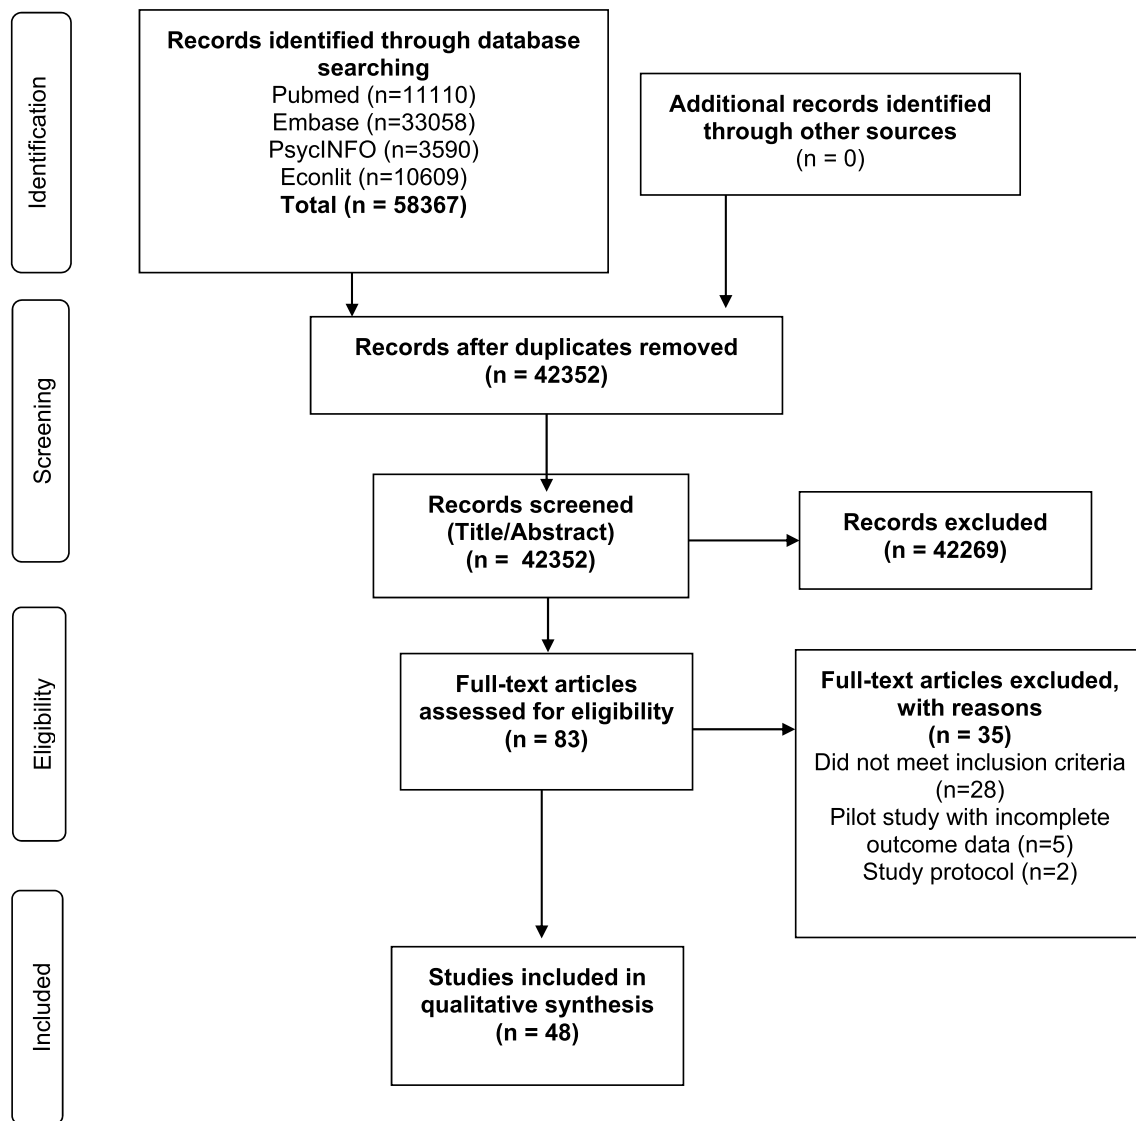 Identification
Records identified through database
searching
Pubmed (n=11110)
Embase (n=33058)
PsycINFO (n=3590)
Econlit (n=10609)
Total (n = 58367)
Additional records identified
through other sources
(n = 0)
Screening
Records after duplicates removed
(n = 42352)
Records screened
(Title/Abstract)
(n =  42352)
Records excluded
(n = 42269)
Eligibility
Full-text articles
assessed for eligibility
(n = 83)
Full-text articles excluded,
with reasons
(n = 35)
Did not meet inclusion criteria
(n=28)
Pilot study with incomplete
outcome data (n=5)
Study protocol (n=2)
Included
Studies included in
qualitative synthesis
(n = 48)